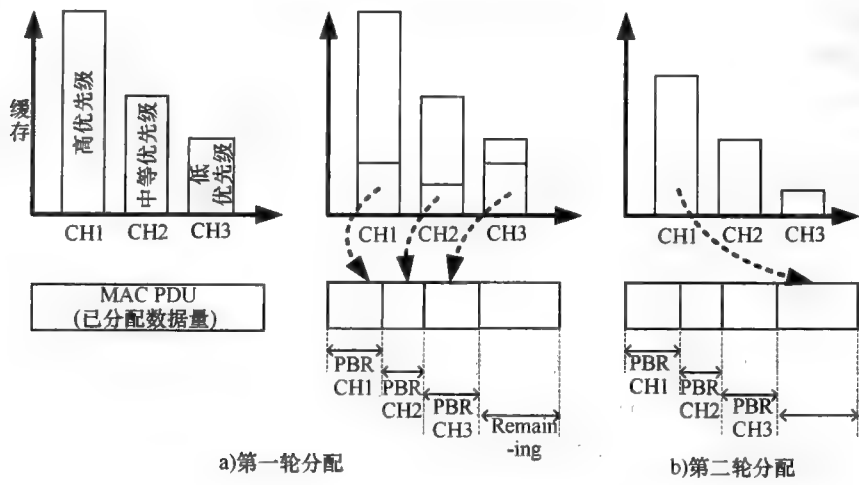 缓存
高优先级
中等优先级
低
优先级
CH1
CH2
CH3
MAC PDU
(已分配数据量)
CH1
CH2
CH3
PBR
CH1
PBR
CH2
PBR
CH3
Remain
-ing
a)第一轮分配
CH1
CH2
CH3
PBR
CH1
PBR
CH2
PBR
CH3
b)第二轮分配